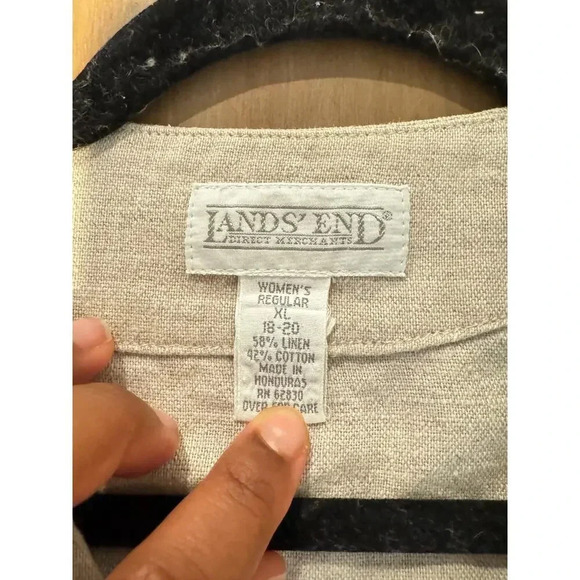 LANDS' END®
DIRECT MERCHANTS
WOMEN'S
REGULAR
XL
18-20
58% LINEN
42% COTTON
MADE IN
HONDURAS
RN 62830
OVER FOR CARE